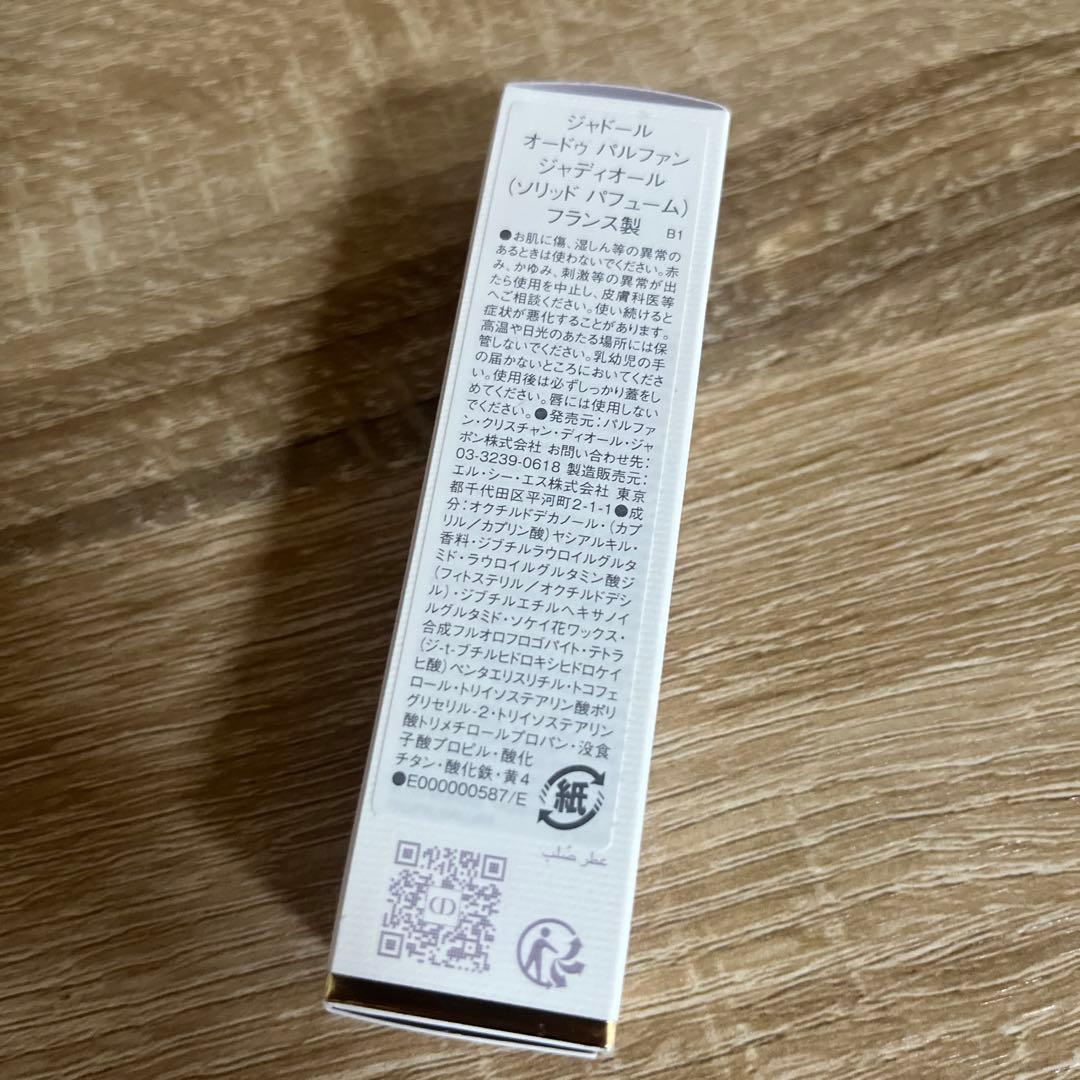 ジャドール
オードゥ パルファン
ジャディオール
(ソリッド パフューム)
フランス製 B1
●お肌に傷、湿しん等の異常の
あるときは使わないでください。赤
み、かゆみ、刺激等の異常が出
たら使用を中止し、皮膚科医等
へご相談ください。使い続けると
症状が悪化することがあります。
高温や日光のあたる場所には保
管しないでください。乳幼児の手
の届かないところにおいてくださ
い。使用後は必ずしっかり蓋をし
めてください。唇には使用しない
でください。●発売元:パルファ
ン・クリスチャン・ディオール・ジャ
ポン株式会社 お問い合わせ先:
03-3239-0618 製造販売元:
エル・シー・エス株式会社 東京
都千代田区平河町2-1-1●成
分:オクチルドデカノール・(カプ
リル/カプリン酸)ヤシアルキル・
香料・ジブチルラウロイルグルタ
ミド・ラウロイルグルタミン酸ジ
(フィトステリル/オクチルドデシ
ル)・ジブチルエチルヘキサノイ
ルグルタミド・ソケイ花ワックス・
合成フルオロフロゴパイト・テトラ
(ジ-t-ブチルヒドロキシヒドロケイ
ヒ酸)ペンタエリスリチル・トコフェ
ロール・トリイソステアリン酸ポリ
グリセリル-2・トリイソステアリン
酸トリメチロールプロパン・没食
子酸プロピル・酸化
チタン・酸化鉄・黄4
●E000000587/E
紙
عطر صُلب
CD